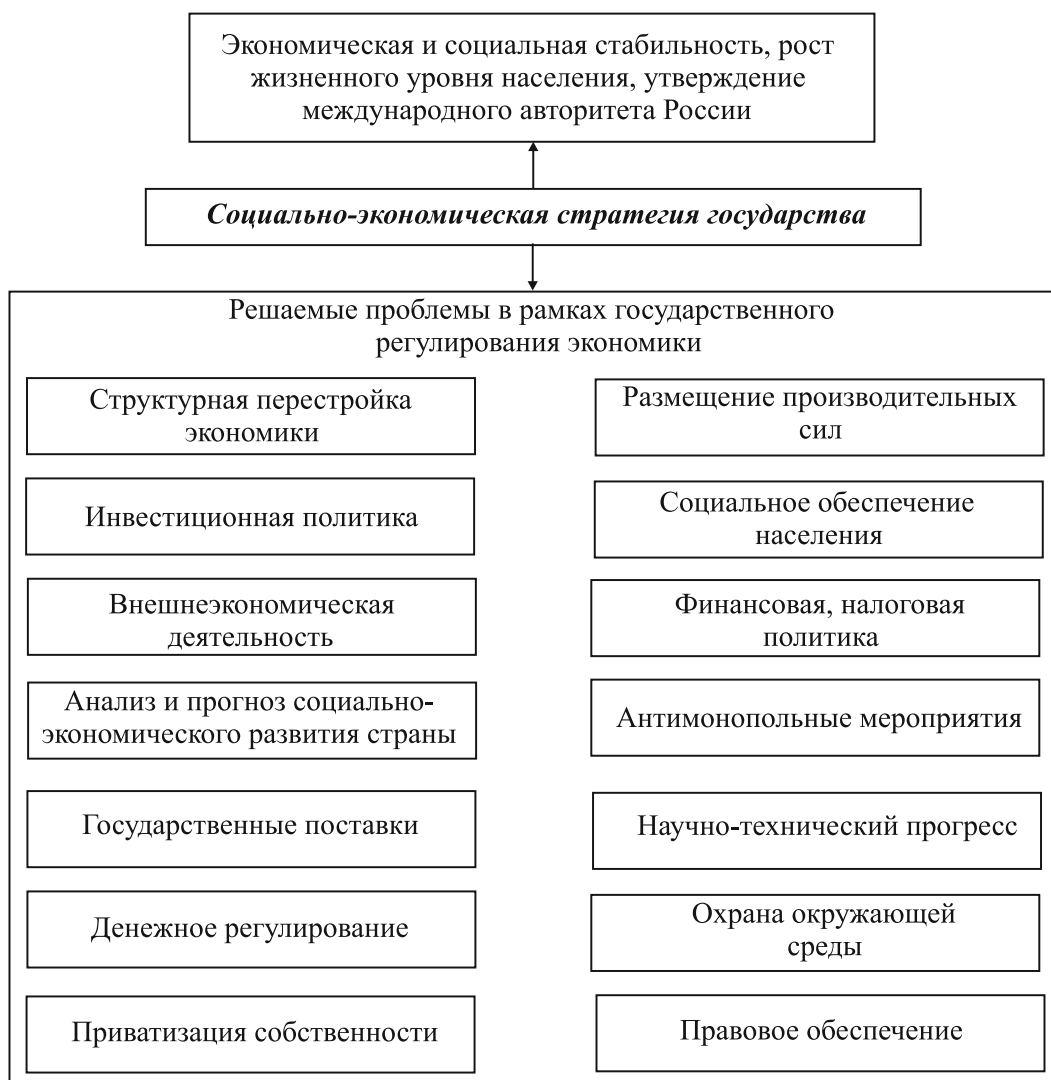 Экономическая и социальная стабильность, рост
жизненного уровня населения, утверждение
международного авторитета России
Социально-экономическая стратегия государства
Решаемые проблемы в рамках государственного
регулирования экономики
Структурная перестройка
экономики
Размещение производительных
сил
Инвестиционная политика
Социальное обеспечение
населения
Внешнеэкономическая
деятельность
Финансовая, налоговая
политика
Анализ и прогноз социально-
экономического развития страны
Антимонопольные мероприятия
Государственные поставки
Научно-технический прогресс
Денежное регулирование
Охрана окружающей
среды
Приватизация собственности
Правовое обеспечение